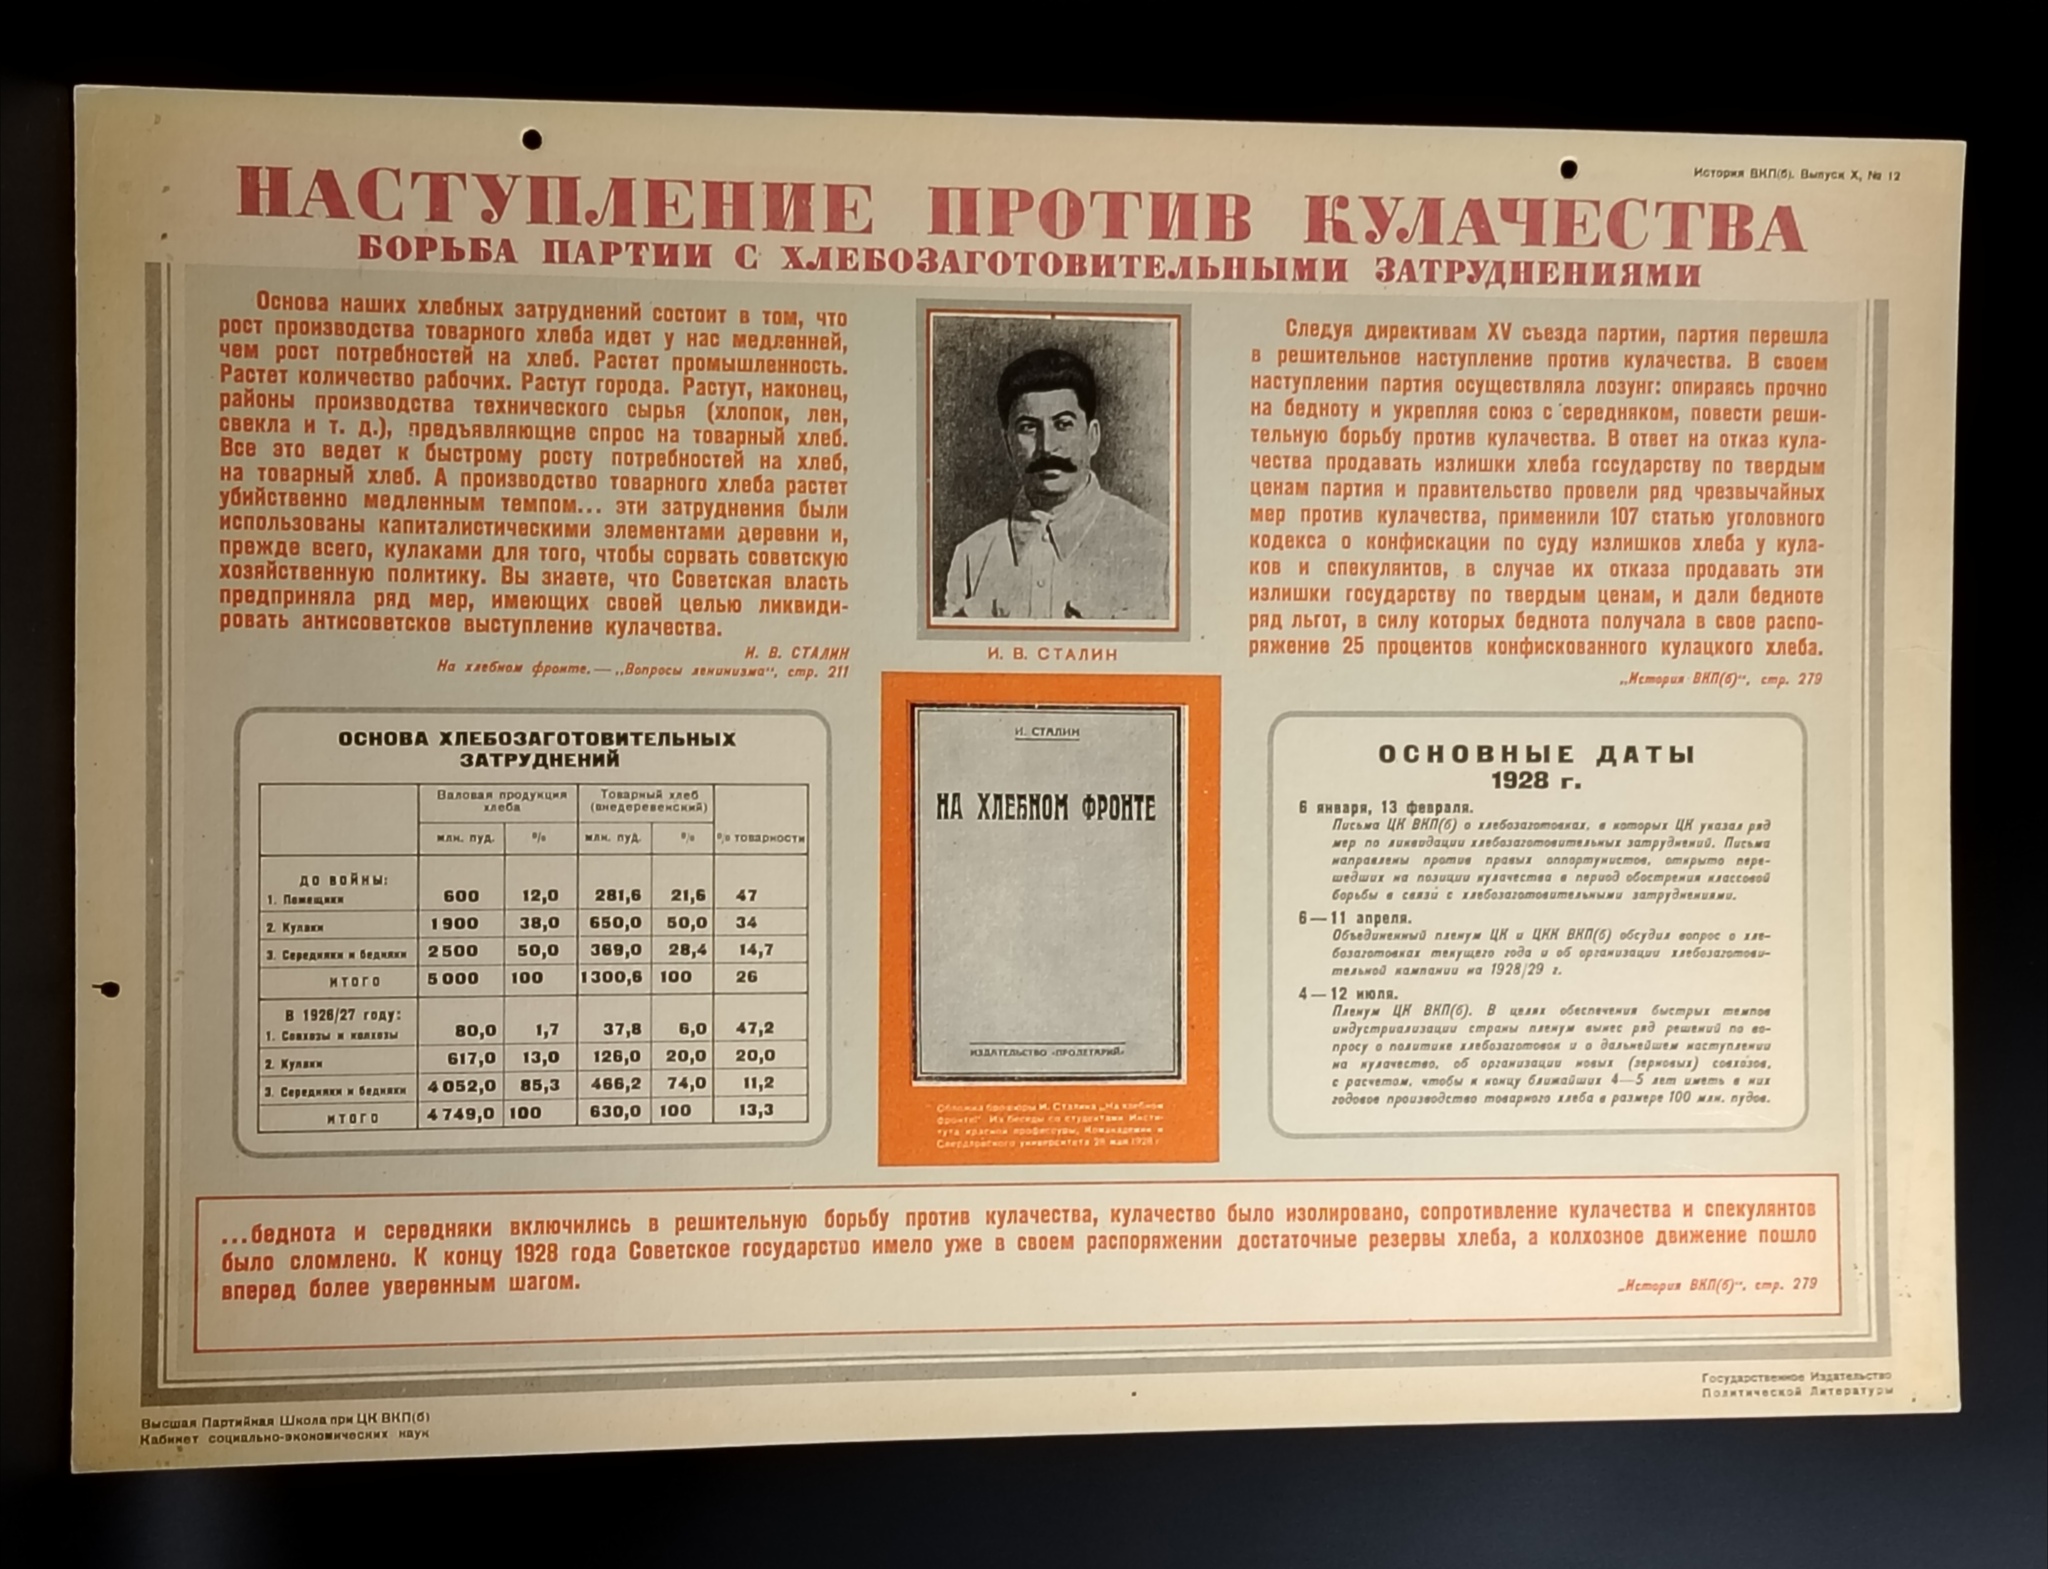 История ВКП(б). Выпуск X, № 12
НАСТУПЛЕНИЕ ПРОТИВ КУЛАЧЕСТВА
БОРЬБА ПАРТИИ С ХЛЕБОЗАГОТОВИТЕЛЬНЫМИ ЗАТРУДНЕНИЯМИ
Основа наших хлебных затруднений состоит в том, что
рост производства товарного хлеба идет у нас медленней,
чем рост потребностей на хлеб. Растет промышленность.
Растет количество рабочих. Растут города. Растут, наконец,
районы производства технического сырья (хлопок, лен,
свекла и т. д.), предъявляющие спрос на товарный хлеб.
Все это ведет к быстрому росту потребностей на хлеб,
на товарный хлеб. А производство товарного хлеба растет
убийственно медленным темпом... эти затруднения были
использованы капиталистическими элементами деревни и,
прежде всего, кулаками для того, чтобы сорвать советскую
хозяйственную политику. Вы знаете, что Советская власть
предприняла ряд мер, имеющих своей целью ликвиди-
ровать антисоветское выступление кулачества.
И. В. СТАЛИН
На хлебном фронте. — „Вопросы ленинизма“, стр. 211
И. В. СТАЛИН
Следуя директивам XV съезда партии, партия перешла
в решительное наступление против кулачества. В своем
наступлении партия осуществляла лозунг: опираясь прочно
на бедноту и укрепляя союз с середняком, повести реши-
тельную борьбу против кулачества. В ответ на отказ кула-
чества продавать излишки хлеба государству по твердым
ценам партия и правительство провели ряд чрезвычайных
мер против кулачества, применили 107 статью уголовного
кодекса о конфискации по суду излишков хлеба у кула-
ков и спекулянтов, в случае их отказа продавать эти
излишки государству по твердым ценам, и дали бедноте
ряд льгот, в силу которых беднота получала в свое распо-
ряжение 25 процентов конфискованного кулацкого хлеба.
„История ВКП(б)“, стр. 279
ОСНОВА ХЛЕБОЗАГОТОВИТЕЛЬНЫХ
ЗАТРУДНЕНИЙ
Валовая продукция хлеба Товарный хлеб (внедеревенский)
млн. пуд. % млн. пуд. % % товарности
ДО ВОЙНЫ:
1. Помещики 600 12,0 281,6 21,6 47
2. Кулаки 1900 38,0 650,0 50,0 34
3. Середняки и бедняки 2500 50,0 369,0 28,4 14,7
ИТОГО 5000 100 1300,6 100 26
В 1926/27 году:
1. Совхозы и колхозы 80,0 1,7 37,8 6,0 47,2
2. Кулаки 617,0 13,0 126,0 20,0 20,0
3. Середняки и бедняки 4052,0 85,3 466,2 74,0 11,2
ИТОГО 4749,0 100 630,0 100 13,3
И. СТАЛИН
НА ХЛЕБНОМ ФРОНТЕ
ИЗДАТЕЛЬСТВО «ПРОЛЕТАРИЙ»
Обложка брошюры И. Сталина „На хлебном
фронте“ Из беседы со студентами Инсти-
тута красной профессуры, Комакадемии и
Свердловского университета 28 мая 1928 г.
ОСНОВНЫЕ ДАТЫ
1928 г.
6 января, 13 февраля.
Письма ЦК ВКП(б) о хлебозаготовках, в которых ЦК указал ряд
мер по ликвидации хлебозаготовительных затруднений. Письма
направлены против правых оппортунистов, открыто пере-
шедших на позиции кулачества в период обострения классовой
борьбы в связи с хлебозаготовительными затруднениями.
6—11 апреля.
Объединенный пленум ЦК и ЦКК ВКП(б) обсудил вопрос о хле-
бозаготовках текущего года и об организации хлебозаготови-
тельной кампании на 1928/29 г.
4—12 июля.
Пленум ЦК ВКП(б). В целях обеспечения быстрых темпов
индустриализации страны пленум вынес ряд решений по во-
просу о политике хлебозаготовок и о дальнейшем наступлении
на кулачество, об организации новых (зерновых) совхозов,
с расчетом, чтобы к концу ближайших 4—5 лет иметь в них
годовое производство товарного хлеба в размере 100 млн. пудов.
...беднота и середняки включились в решительную борьбу против кулачества, кулачество было изолировано, сопротивление кулачества и спекулянтов
было сломлено. К концу 1928 года Советское государство имело уже в своем распоряжении достаточные резервы хлеба, а колхозное движение пошло
вперед более уверенным шагом.
„История ВКП(б)“, стр. 279
Высшая Партийная Школа при ЦК ВКП(б)
Кабинет социально-экономических наук
Государственное Издательство
Политической Литературы